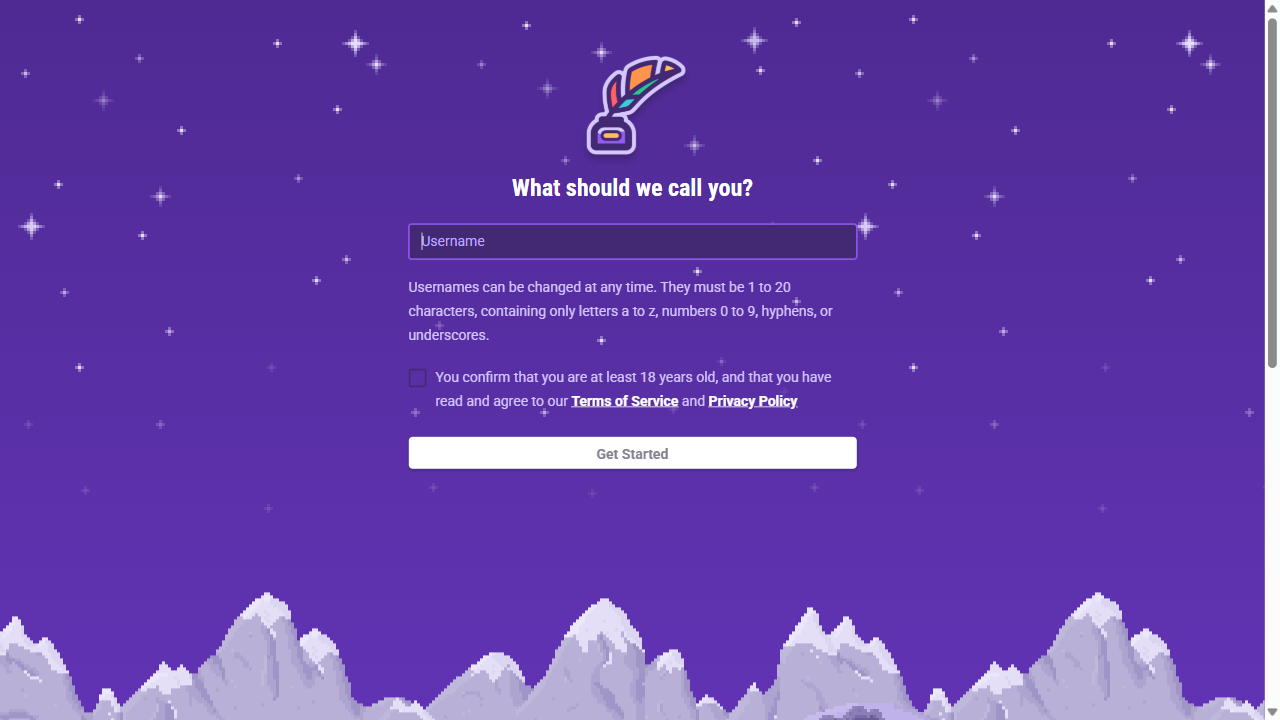 What should we call you?
Username
Usernames can be changed at any time. They must be 1 to 20
characters, containing only letters a to z, numbers 0 to 9, hyphens, or
underscores.
You confirm that you are at least 18 years old, and that you have
read and agree to our Terms of Service and Privacy Policy
Get Started